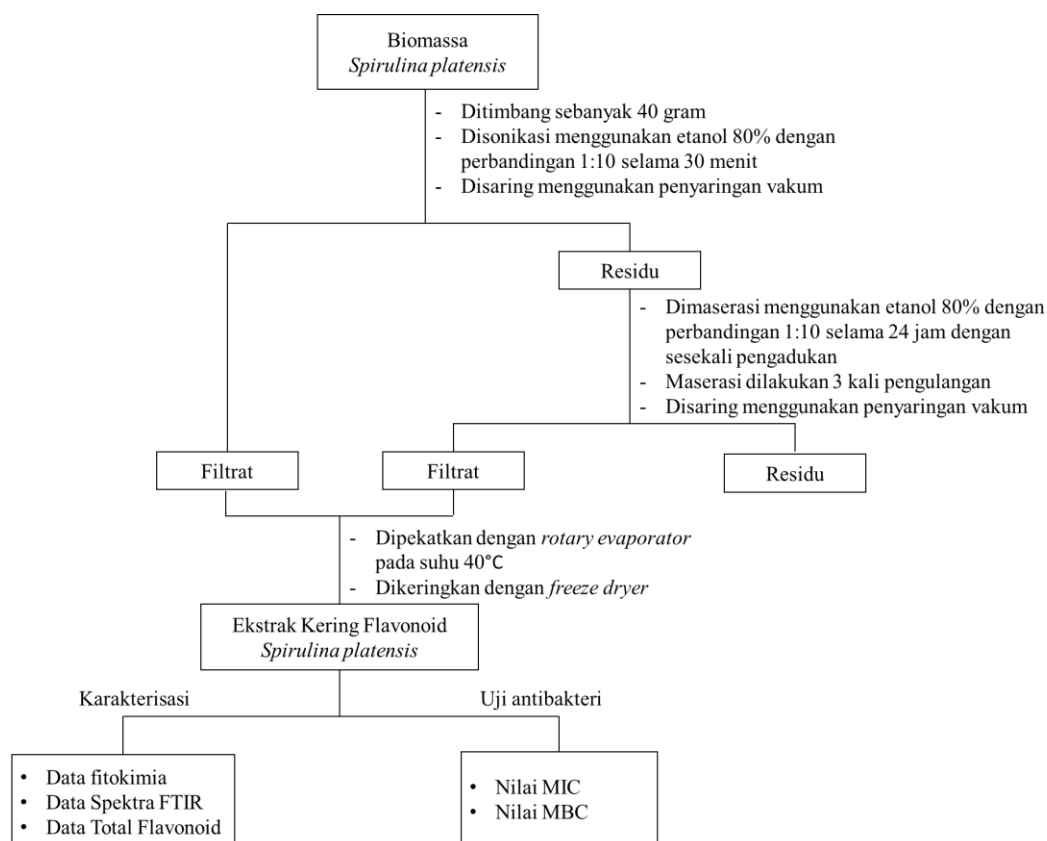 Biomassa
Spirulina platensis
- Ditimbang sebanyak 40 gram
- Disonikasi menggunakan etanol 80% dengan
perbandingan 1:10 selama 30 menit
- Disaring menggunakan penyaringan vakum
Residu
- Dimaserasi menggunakan etanol 80% dengan
perbandingan 1:10 selama 24 jam dengan
sesekali pengadukan
- Maserasi dilakukan 3 kali pengulangan
- Disaring menggunakan penyaringan vakum
Filtrat
Filtrat
Residu
- Dipekatkan dengan rotary evaporator
pada suhu 40°C
- Dikeringkan dengan freeze dryer
Ekstrak Kering Flavonoid
Spirulina platensis
Karakterisasi
Uji antibakteri
• Data fitokimia
• Data Spektra FTIR
• Data Total Flavonoid
• Nilai MIC
• Nilai MBC